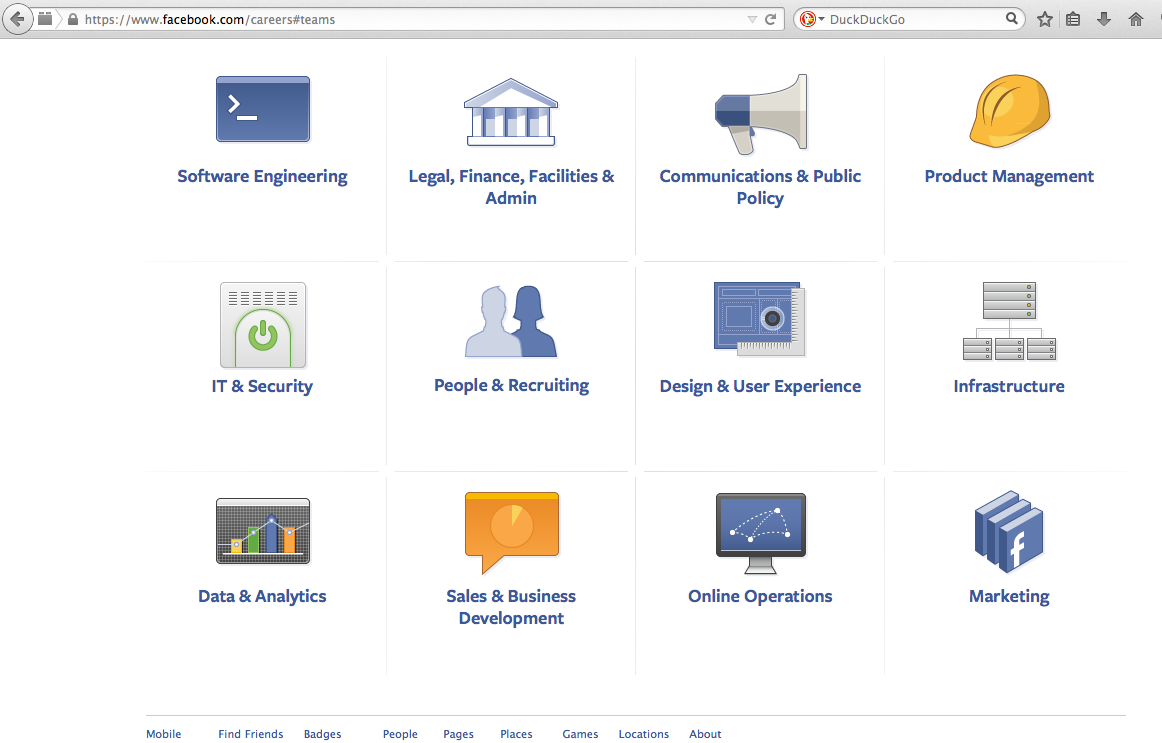 https://www.facebook.com/careers#teams DuckDuckGo
Software Engineering
Legal, Finance, Facilities &
Admin
Communications & Public
Policy
Product Management
IT & Security
People & Recruiting
Design & User Experience
Infrastructure
Data & Analytics
Sales & Business
Development
Online Operations
Marketing
Mobile Find Friends Badges People Pages Places Games Locations About